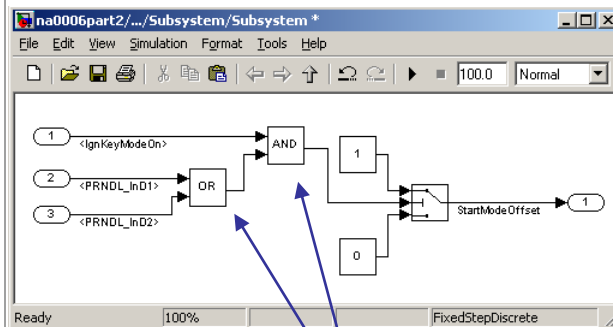 na0006part2/.../Subsystem/Subsystem *
File Edit View Simulation Format Tools Help
100.0 Normal
1 <IgnKeyModeOn> AND 1
2 <PRNDL_InD1> OR
3 <PRNDL_InD2>
StartModeOffset 1
0
Ready 100% FixedStepDiscrete